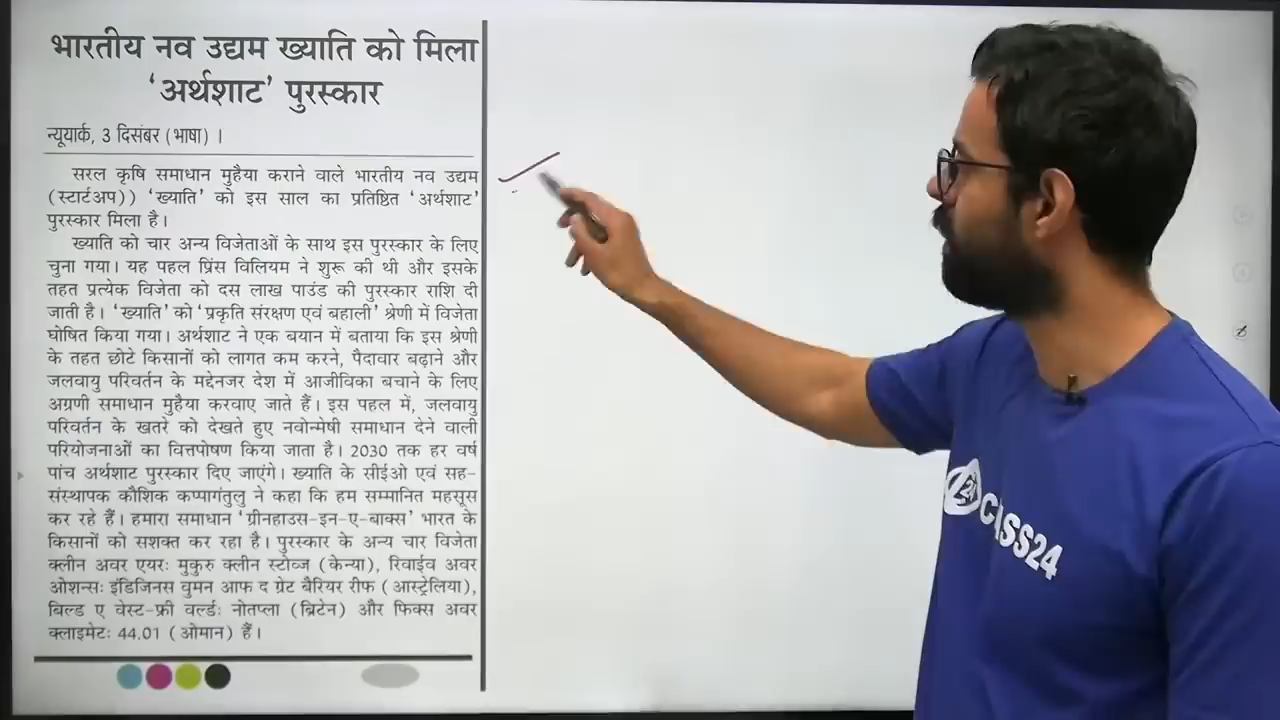 भारतीय नव उद्यम ख्याति को मिला
‘अर्थशाट’ पुरस्कार
न्यूयार्क, 3 दिसंबर (भाषा) ।
सरल कृषि समाधान मुहैया कराने वाले भारतीय नव उद्यम
(स्टार्टअप)) ‘ख्याति’ को इस साल का प्रतिष्ठित ‘अर्थशाट’
पुरस्कार मिला है।
ख्याति को चार अन्य विजेताओं के साथ इस पुरस्कार के लिए
चुना गया। यह पहल प्रिंस विलियम ने शुरू की थी और इसके
तहत प्रत्येक विजेता को दस लाख पाउंड की पुरस्कार राशि दी
जाती है। ‘ख्याति’ को ‘प्रकृति संरक्षण एवं बहाली’ श्रेणी में विजेता
घोषित किया गया। अर्थशाट ने एक बयान में बताया कि इस श्रेणी
के तहत छोटे किसानों को लागत कम करने, पैदावार बढ़ाने और
जलवायु परिवर्तन के मद्देनजर देश में आजीविका बचाने के लिए
अग्रणी समाधान मुहैया करवाए जाते हैं। इस पहल में, जलवायु
परिवर्तन के खतरे को देखते हुए नवोन्मेषी समाधान देने वाली
परियोजनाओं का वित्तपोषण किया जाता है। 2030 तक हर वर्ष
पांच अर्थशाट पुरस्कार दिए जाएंगे। ख्याति के सीईओ एवं सह-
संस्थापक कौशिक कप्पागंतुलु ने कहा कि हम सम्मानित महसूस
कर रहे हैं। हमारा समाधान ‘ग्रीनहाउस-इन-ए-बाक्स’ भारत के
किसानों को सशक्त कर रहा है। पुरस्कार के अन्य चार विजेता
क्लीन अवर एयरः मुकुरु क्लीन स्टोव्ज (केन्या), रिवाईव अवर
ओशन्सः इंडिजिनस वुमन आफ द ग्रेट बैरियर रीफ (आस्ट्रेलिया),
बिल्ड ए वेस्ट-फ्री वर्ल्डः नोतप्ला (ब्रिटेन) और फिक्स अवर
क्लाइमेटः 44.01 (ओमान) हैं।
CLASS24